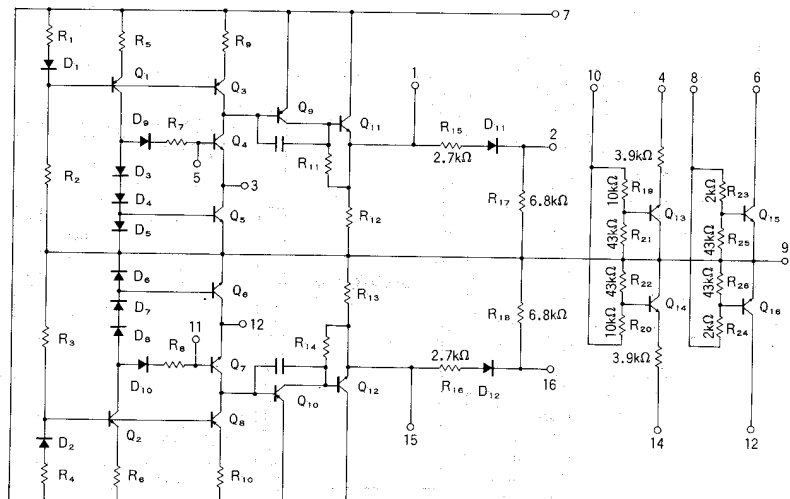 7
R1
R5
R9
10
4
8
6
D1
Q1
Q3
1
Q9
Q11
D9
R7
Q4
R15
D11
2
2.7kΩ
R11
5
3.9kΩ
D3
R2
3
10kΩ
R19
2kΩ
R23
D4
Q5
R12
R17
6.8kΩ
Q13
Q15
D5
43kΩ
R21
43kΩ
R25
9
D6
Q6
R13
43kΩ
R22
43kΩ
R26
D7
R18
6.8kΩ
Q14
Q16
11
12
10kΩ
R20
2kΩ
R24
R3
D8
R14
2.7kΩ
R8
Q7
3.9kΩ
D10
Q10
Q12
R16
D12
16
D2
Q2
Q8
15
14
12
R4
R6
R10